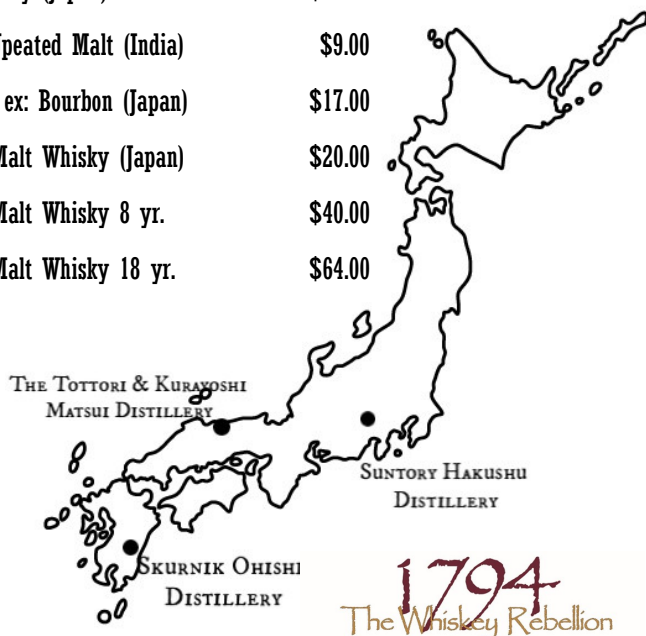 (India) $9.00
ex: Bourbon (Japan) $17.00
Malt Whisky (Japan) $20.00
Malt Whisky 8 yr. $40.00
Malt Whisky 18 yr. $64.00
The Tottori & Kurayoshi
Matsui Distillery
Suntory Hakushu
Distillery
Skurnik Ohishi
Distillery
1794
The Whiskey Rebellion